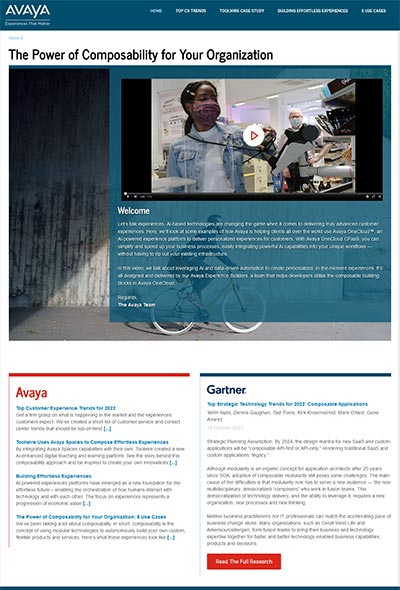 AVAYA
Experiences That Matter
HOME
TOP CX TRENDS
TOOLWIRE CASE STUDY
BUILDING EFFORTLESS EXPERIENCES
5 USE CASES
Issue 2
The Power of Composability for Your Organization
Welcome
Let's talk experiences. AI-based technologies are changing the game when it comes to delivering truly advanced customer
experiences. Here, we'll look at some examples of how Avaya is helping clients all over the world use Avaya OneCloud™, an
AI-powered experience platform to deliver personalized experiences for customers. With Avaya OneCloud CPaaS, you can
simplify and speed up your business processes, easily integrating powerful AI capabilities into your unique workflows —
without having to rip out your existing infrastructure.
In this video, we talk about leveraging AI and data-driven automation to create personalized, in-the-moment experiences. It's
all designed and delivered by our Avaya Experience Builders, a team that helps developers utilize the composable building
blocks in Avaya OneCloud.
Regards,
The Avaya Team
Avaya
Top Customer Experience Trends for 2022
Get a firm grasp on what is happening in the market and the experiences
customers expect. We've created a short list of customer service and contact
center trends that should be top-of-mind [...]
Toolwire Uses Avaya Spaces to Compose Effortless Experiences
By integrating Avaya Spaces capabilities with their own, Toolwire created a new
AI-enhanced digital teaching and learning platform. See the story behind this
composability approach and be inspired to create your own innovations [...]
Building Effortless Experiences
AI-powered experience platforms have emerged as a new foundation for the
effortless future – enabling the orchestration of how humans interact with
technology and with each other. The focus on experiences represents a
progression of economic value [...]
The Power of Composability for Your Organization: 5 Use Cases
We've been talking a lot about composability. In short, composability is the
concept of using modular technologies to autonomously build your own custom,
flexible products and services. Here's what those experiences look like [...]
Gartner
Top Strategic Technology Trends for 2022: Composable Applications
Yefim Natis, Dennis Gaughan, Tad Travis, Kirk Knoernschild, Mark O'Neill, Gene
Alvarez
18 October 2021
Strategic Planning Assumption: By 2024, the design mantra for new SaaS and custom
applications will be "composable API-first or API-only," rendering traditional SaaS and
custom applications "legacy."
Although modularity is an organic concept for application architects after 25 years
since SOA, adoption of composable modularity still poses some challenges. The main
cause of the difficulties is that modularity now has to serve a new audience — the new
multidisciplinary, democratized "composers" who work in fusion teams. This
democratization of technology delivery, and the ability to leverage it, requires a new
organization, new processes and new thinking.
Neither business practitioners nor IT professionals can match the accelerating pace of
business change alone. Many organizations, such as Great-West Life and
AmerisourceBergen, form fusion teams to bring their business and technology
expertise together for faster and better technology enabled business capabilities,
products and decisions.
Read The Full Research